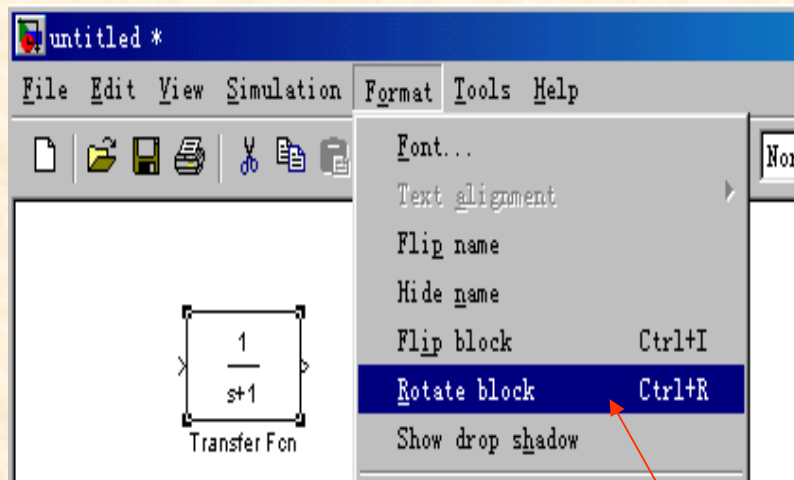 untitled *
File Edit View Simulation Format Tools Help
Font...
Text alignment
Flip name
Hide name
Flip block Ctrl+I
Rotate block Ctrl+R
Show drop shadow
1
s+1
Transfer Fcn